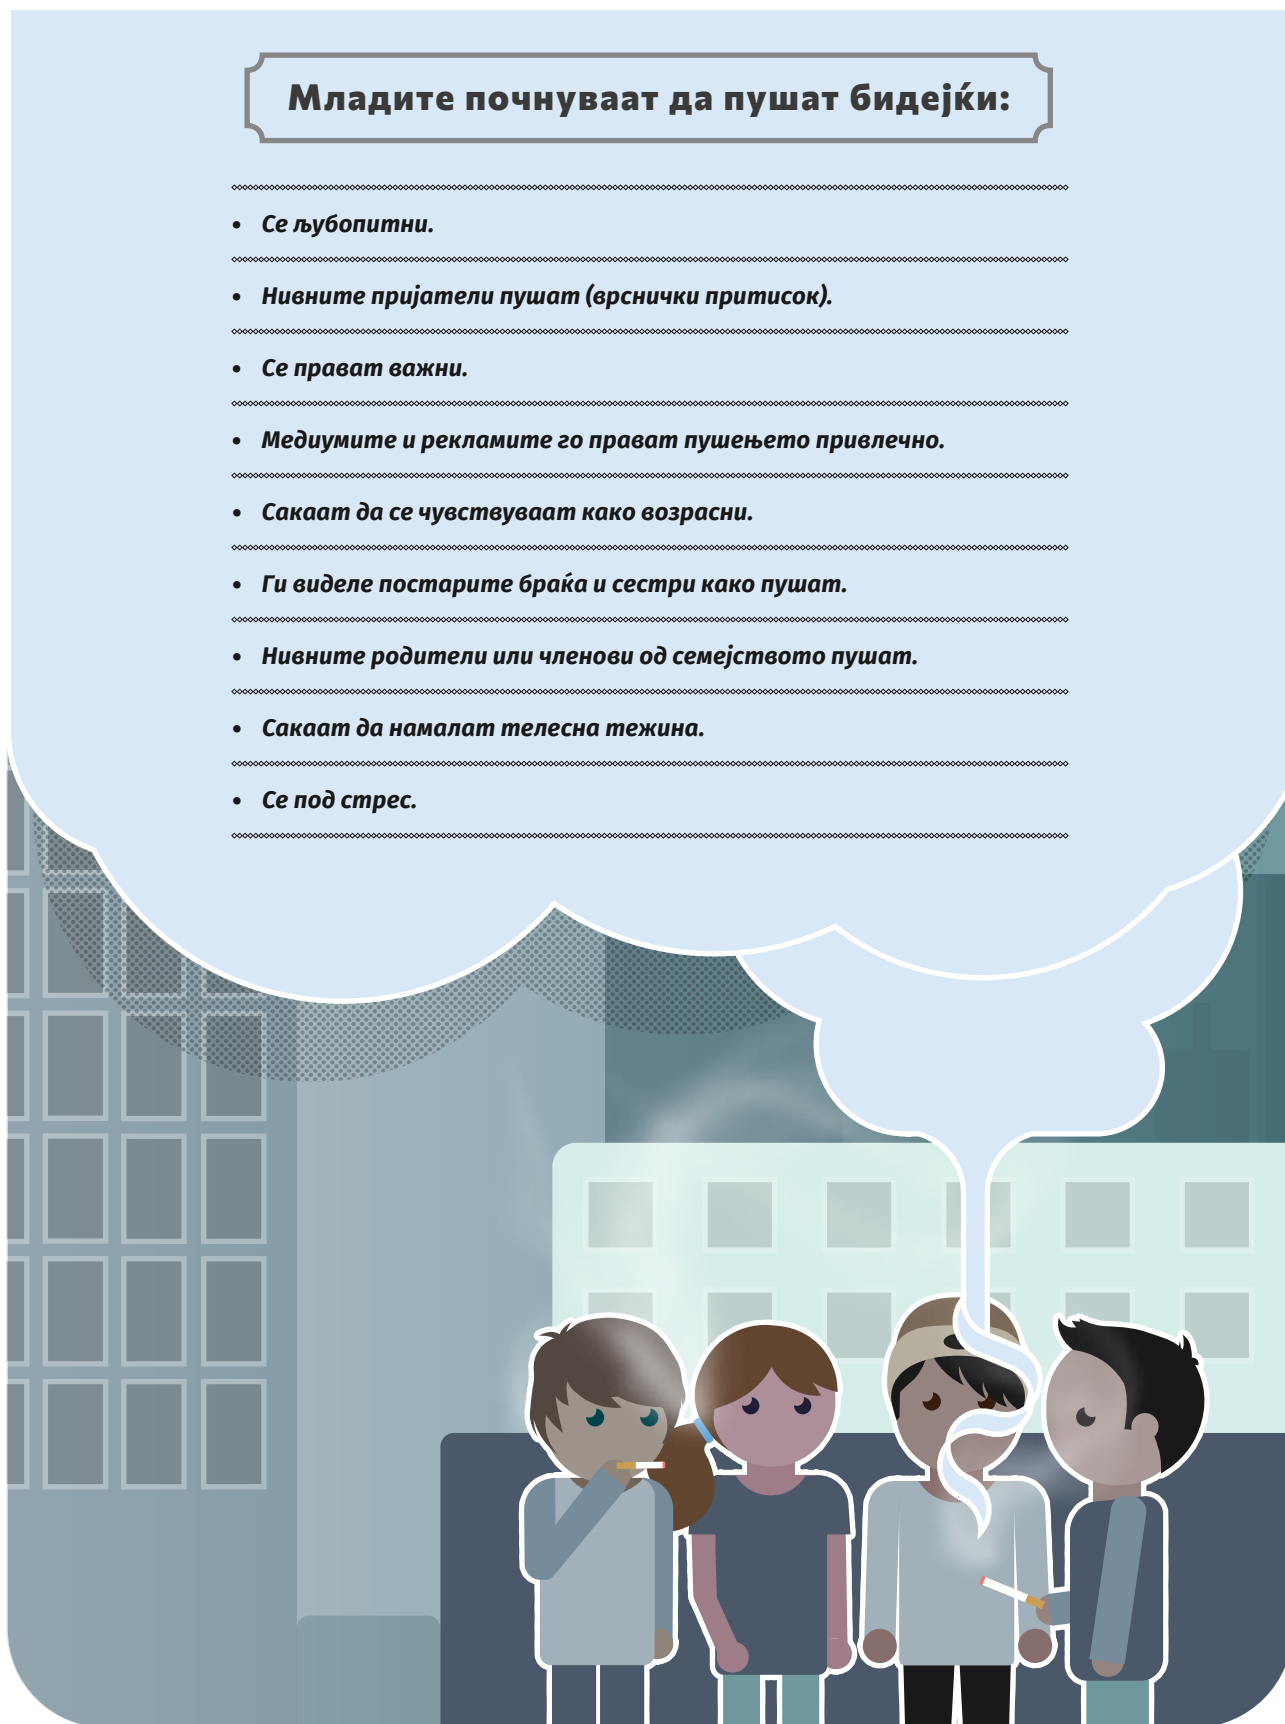 Младите почнуваат да пушат бидејќи:
• Се љубопитни.
• Нивните пријатели пушат (врснички притисок).
• Се прават важни.
• Медиумите и рекламите го прават пушењето привлечно.
• Сакаат да се чувствуваат како возрасни.
• Ги виделе постарите браќа и сестри како пушат.
• Нивните родители или членови од семејството пушат.
• Сакаат да намалат телесна тежина.
• Се под стрес.